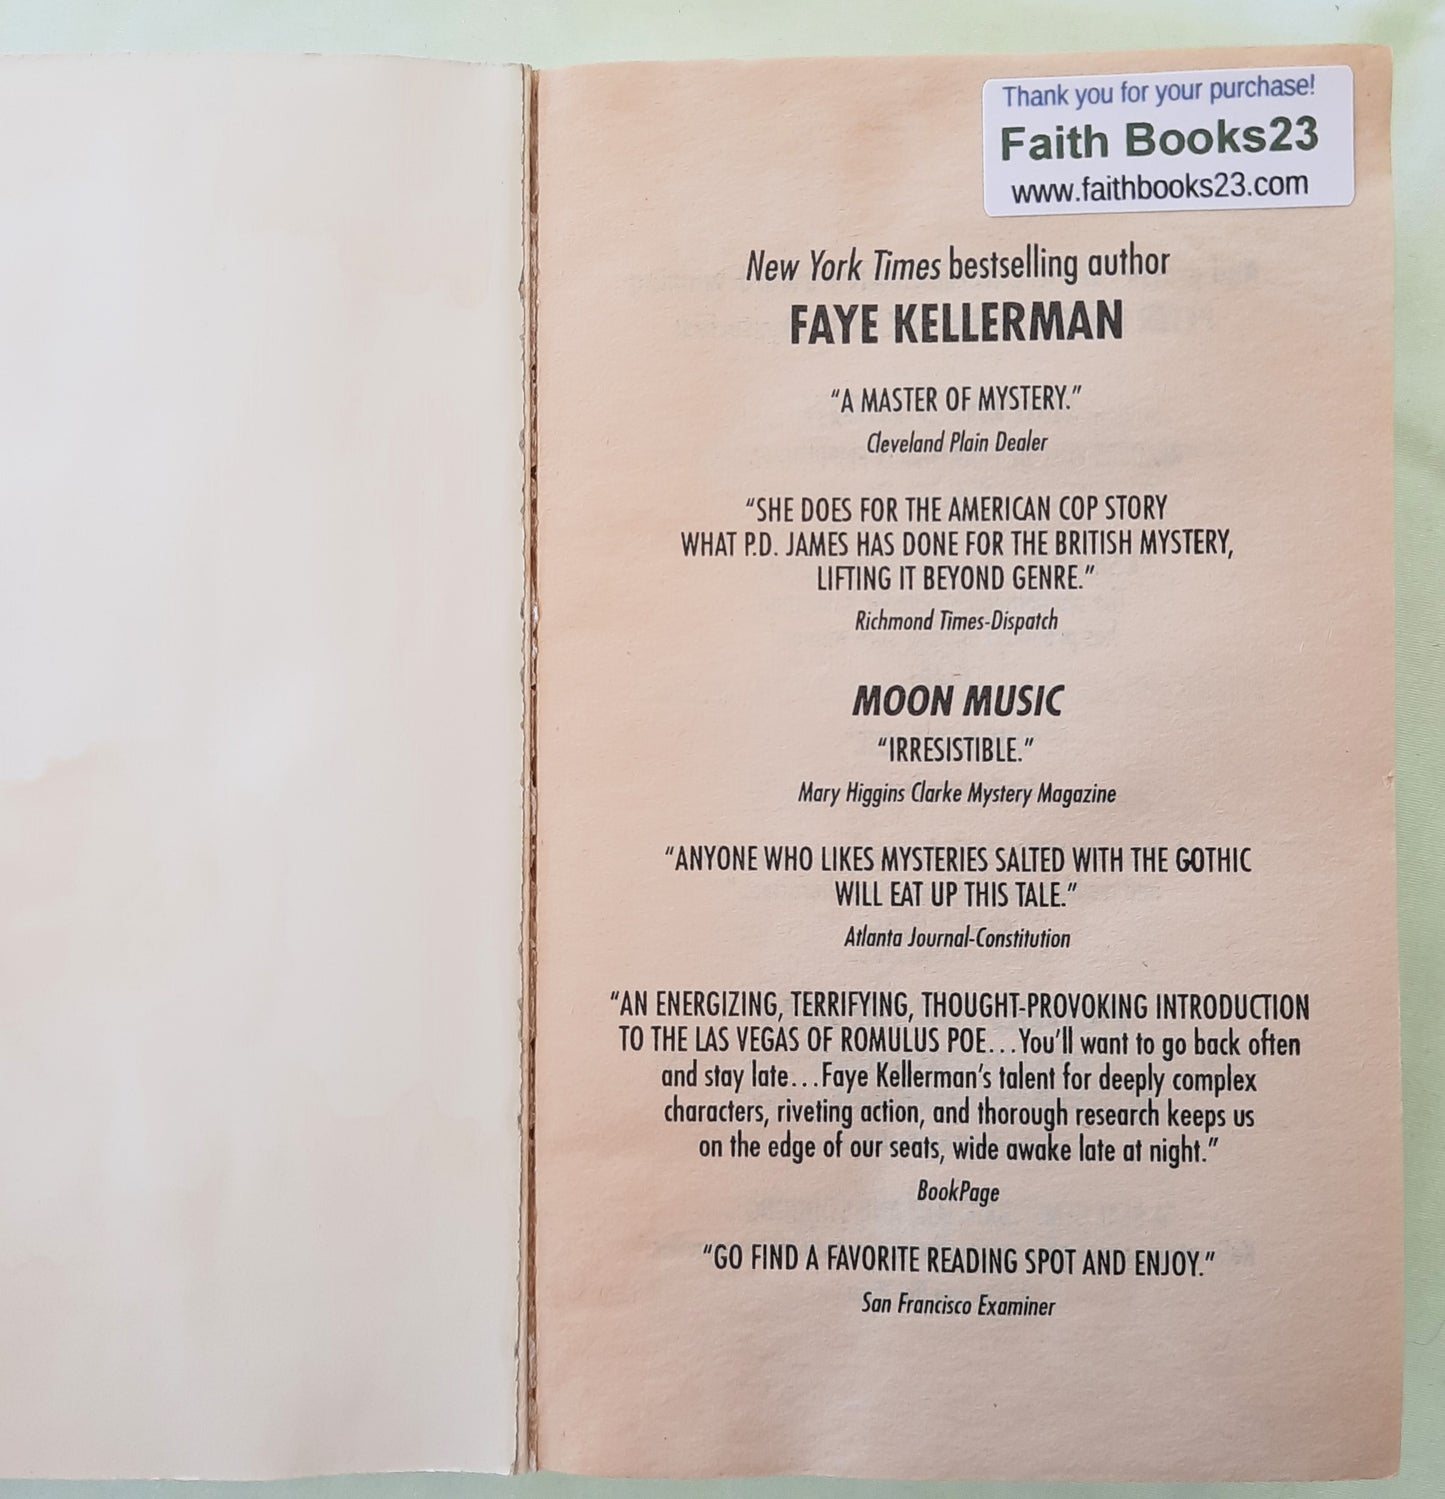 Thank you for your purchase!
Faith Books23
www.faithbooks23.com
New York Times bestselling author
FAYE KELLERMAN
“A MASTER OF MYSTERY.”
Cleveland Plain Dealer
“SHE DOES FOR THE AMERICAN COP STORY
WHAT P.D. JAMES HAS DONE FOR THE BRITISH MYSTERY,
LIFTING IT BEYOND GENRE.”
Richmond Times-Dispatch
MOON MUSIC
“IRRESISTIBLE.”
Mary Higgins Clarke Mystery Magazine
“ANYONE WHO LIKES MYSTERIES SALTED WITH THE GOTHIC
WILL EAT UP THIS TALE.”
Atlanta Journal-Constitution
“AN ENERGIZING, TERRIFYING, THOUGHT-PROVOKING INTRODUCTION
TO THE LAS VEGAS OF ROMULUS POE...You’ll want to go back often
and stay late...Faye Kellerman’s talent for deeply complex
characters, riveting action, and thorough research keeps us
on the edge of our seats, wide awake late at night.”
BookPage
“GO FIND A FAVORITE READING SPOT AND ENJOY.”
San Francisco Examiner